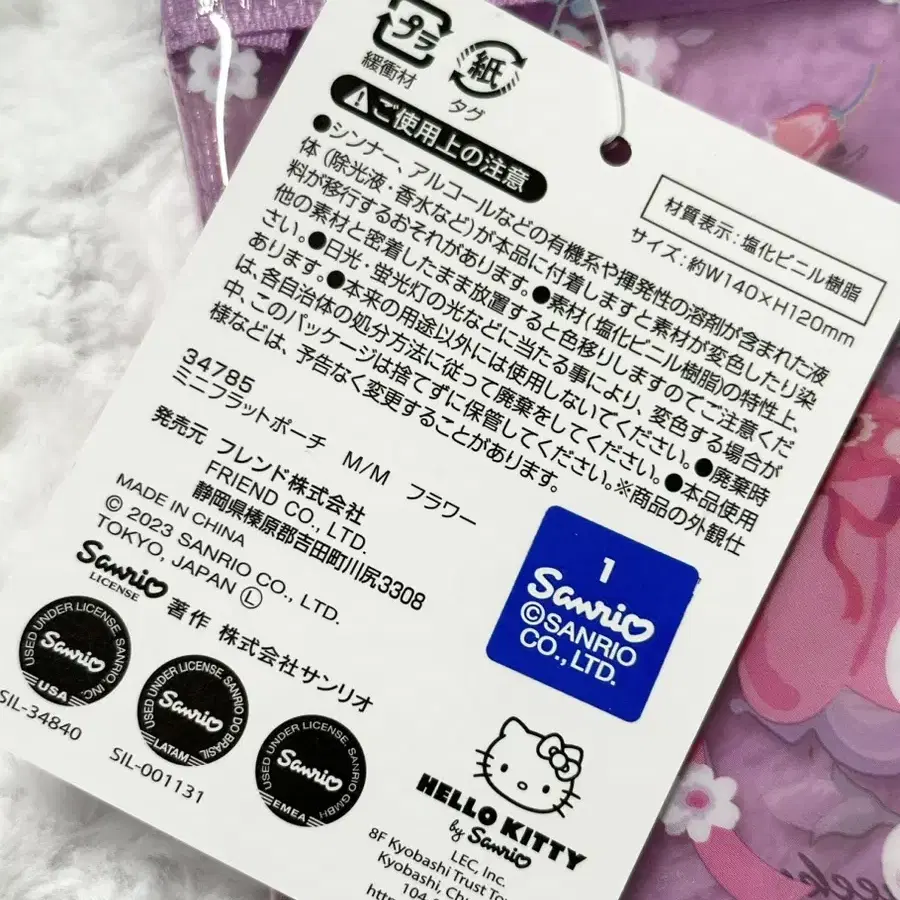 プラ
緩衝材
紙
タグ
ご使用上の注意
●シンナー、アルコールなどの有機系や揮発性の溶剤が含まれた液
体(除光液・香水など)が本品に付着しますと素材が変色したり染
料が移行するおそれがあります。●素材(塩化ビニル樹脂)の特性上、
他の素材と密着したまま放置すると色移りしますのでご注意くだ
さい。●日光・蛍光灯の光などに当たる事により、変色する場合が
あります。●本来の用途以外には使用しないでください。●廃棄時
は、各自治体の処分方法に従って廃棄をしてください。●本品使用
中、このパッケージは捨てずに保管してください。※商品の外観仕
様などは、予告なく変更することがあります。
材質表示:塩化ビニル樹脂
サイズ:約W140×H120mm
34785
ミニフラットポーチ M/M フラワー
発売元 フレンド株式会社
FRIEND CO., LTD.
静岡県榛原郡吉田町川尻3308
MADE IN CHINA
© 2023 SANRIO CO., LTD.
TOKYO, JAPAN Ⓛ
Sanrio
LICENSE
著作 株式会社サンリオ
1
Sanrio
©SANRIO
CO., LTD.
USED UNDER LICENSE. SANRIO, INC.
Sanrio
USA
SIL-34840
USED UNDER LICENSE. SANRIO DO BRASIL
Sanrio
LATAM
SIL-001131
USED UNDER LICENSE. SANRIO GMBH
Sanrio
EMEA
HELLO KITTY
by Sanrio
LEC, Inc.
8F Kyobashi Trust To
Kyobashi, Chu
104-
htt